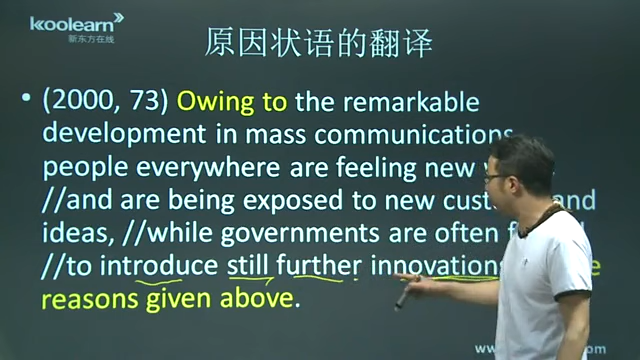 koolearn
新东方在线
原因状语的翻译
• (2000, 73) Owing to the remarkable
development in mass communications
people everywhere are feeling new
//and are being exposed to new and
ideas, //while governments are often
//to introduce still further innovations
reasons given above.
www. .com